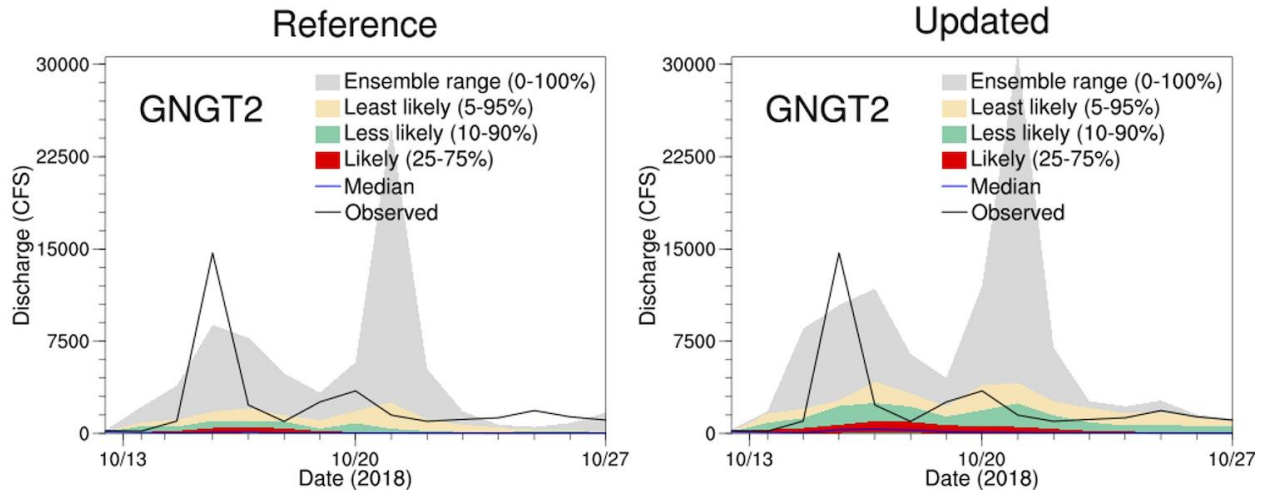 Reference
30000
22500
15000
7500
0
Discharge (CFS)
GNGT2
Ensemble range (0-100%)
Least likely (5-95%)
Less likely (10-90%)
Likely (25-75%)
Median
Observed
10/13
10/20
10/27
Date (2018)
Updated
30000
22500
15000
7500
0
Discharge (CFS)
GNGT2
Ensemble range (0-100%)
Least likely (5-95%)
Less likely (10-90%)
Likely (25-75%)
Median
Observed
10/13
10/20
10/27
Date (2018)